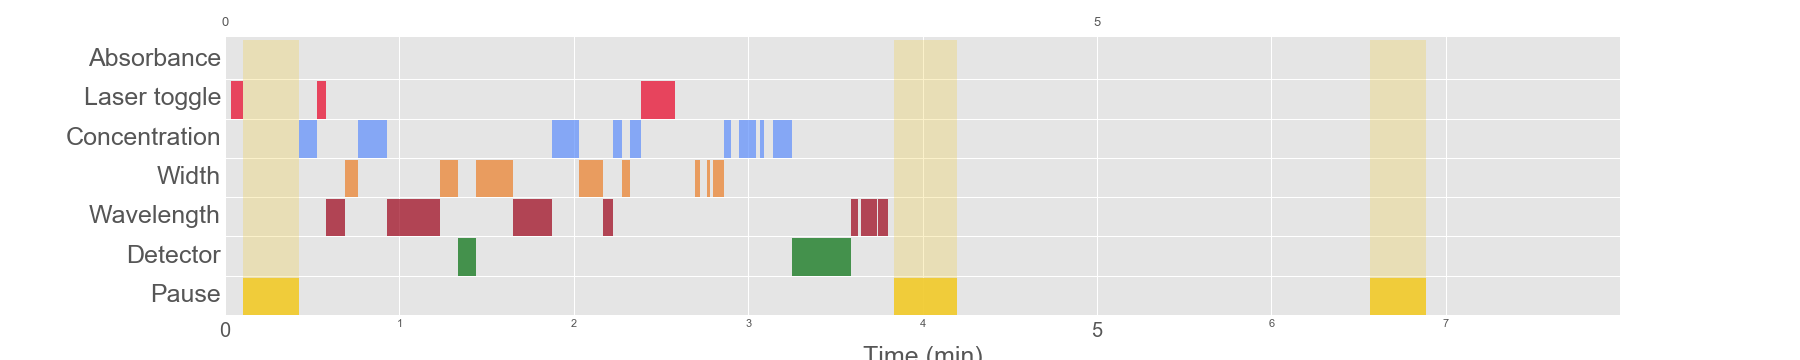 0 5
Absorbance
Laser toggle
Concentration
Width
Wavelength
Detector
Pause
0 1 2 3 4 5 6 7
Time (min)